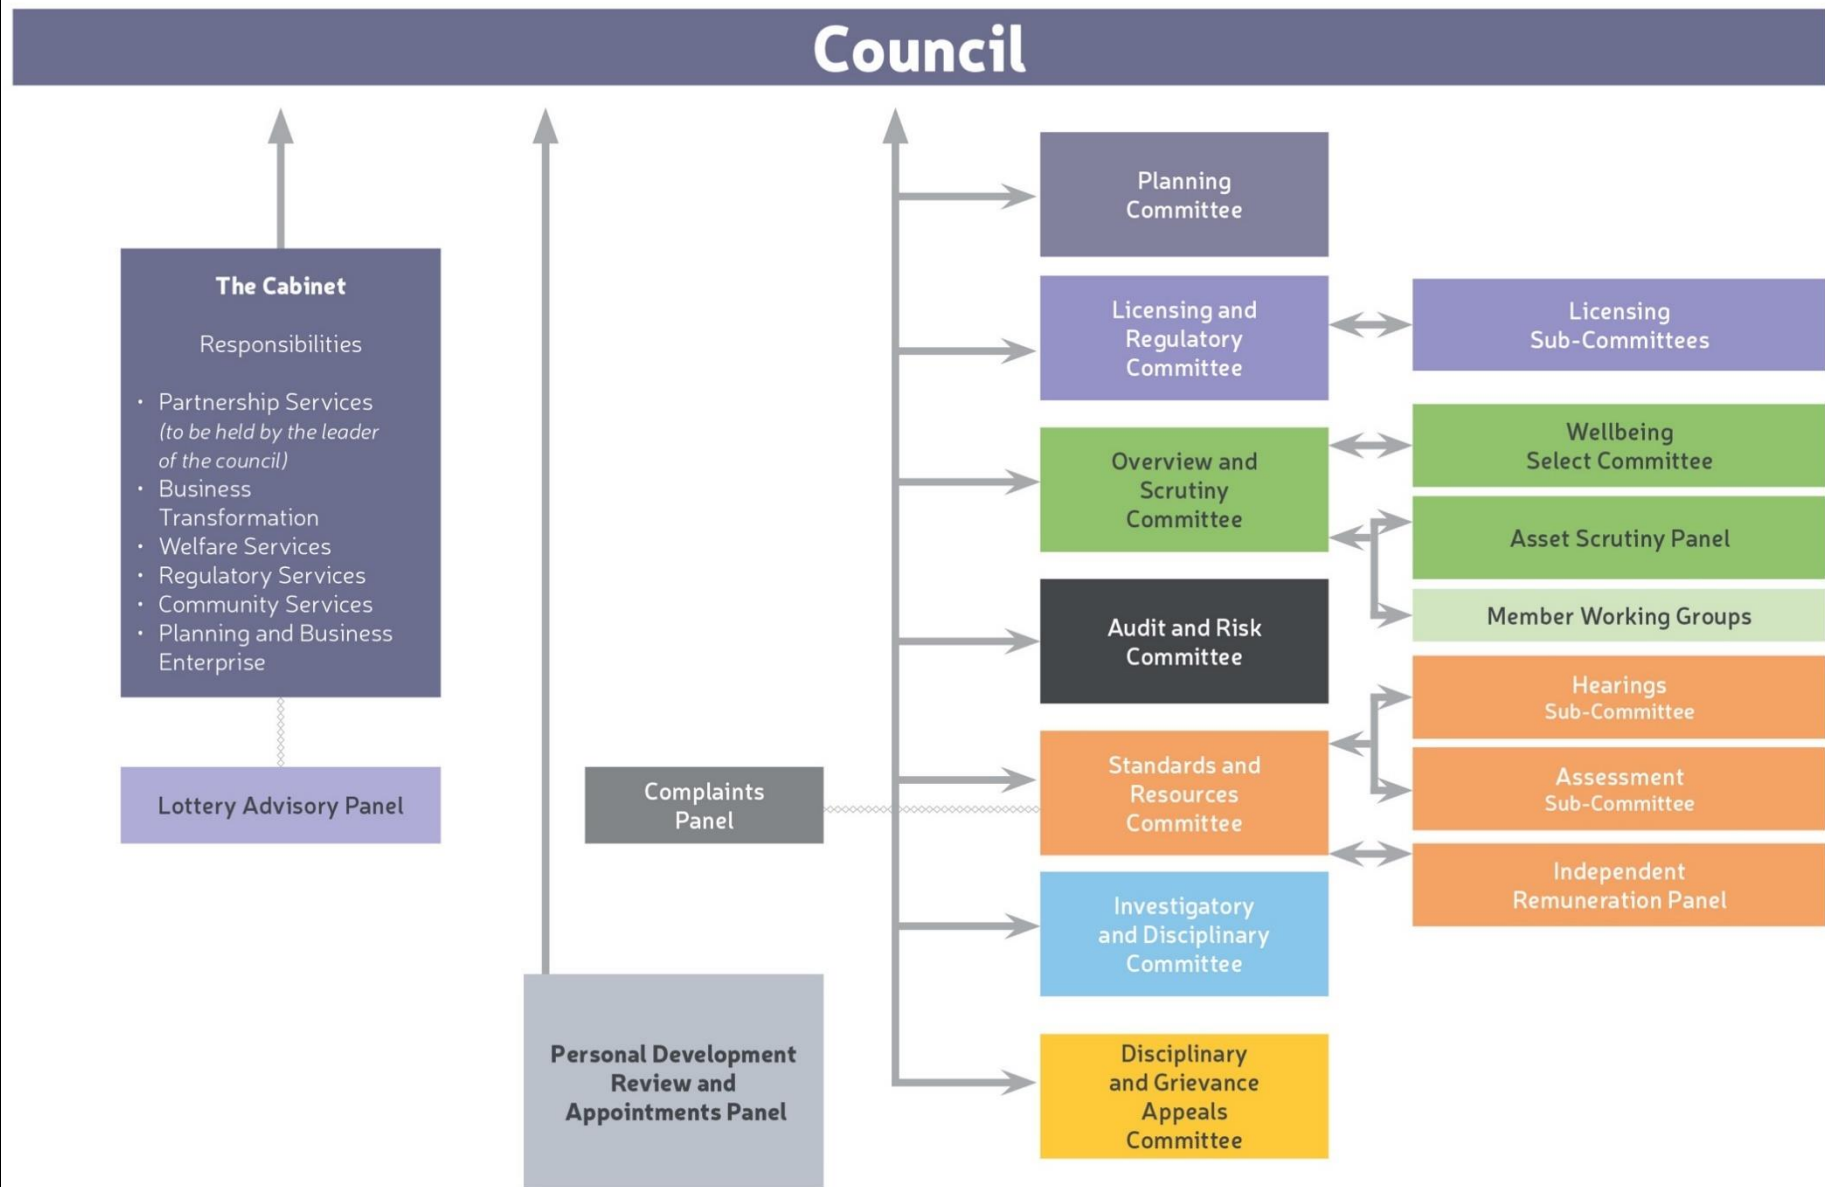 Council
The Cabinet
Responsibilities
• Partnership Services
(to be held by the leader
of the council)
• Business
Transformation
• Welfare Services
• Regulatory Services
• Community Services
• Planning and Business
Enterprise
Lottery Advisory Panel
Complaints
Panel
Personal Development
Review and
Appointments Panel
Planning
Committee
Licensing and
Regulatory
Committee
Licensing
Sub-Committees
Overview and
Scrutiny
Committee
Wellbeing
Select Committee
Asset Scrutiny Panel
Member Working Groups
Audit and Risk
Committee
Standards and
Resources
Committee
Hearings
Sub-Committee
Assessment
Sub-Committee
Independent
Remuneration Panel
Investigatory
and Disciplinary
Committee
Disciplinary
and Grievance
Appeals
Committee